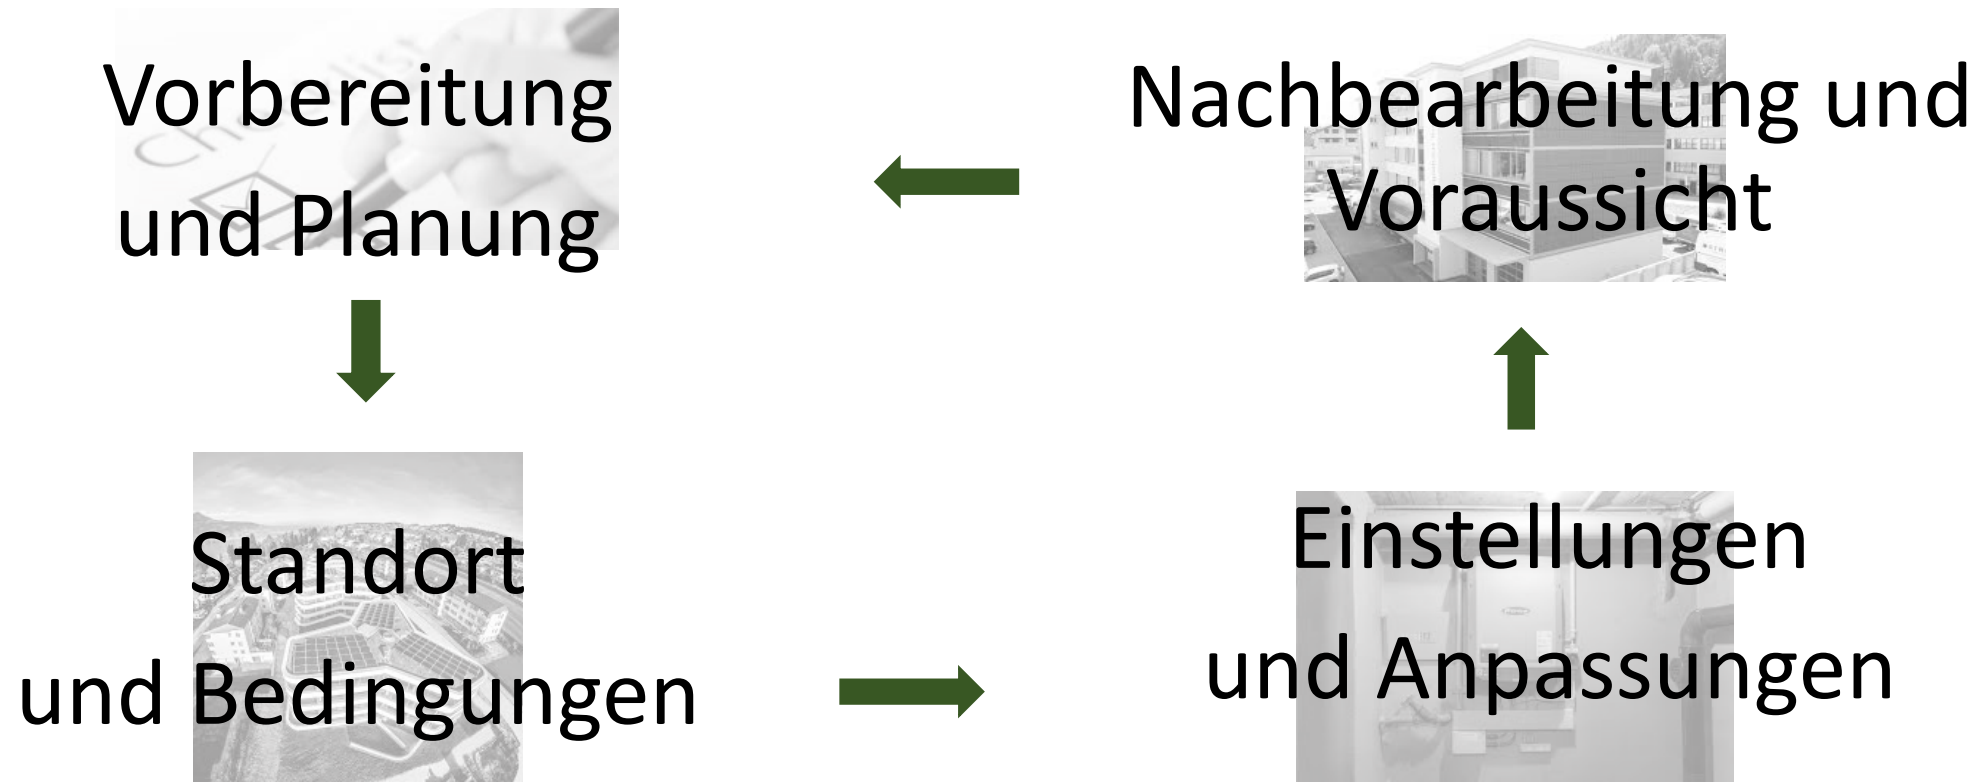 Vorbereitung
und Planung
Nachbearbeitung und
Voraussicht
Standort
und Bedingungen
Einstellungen
und Anpassungen